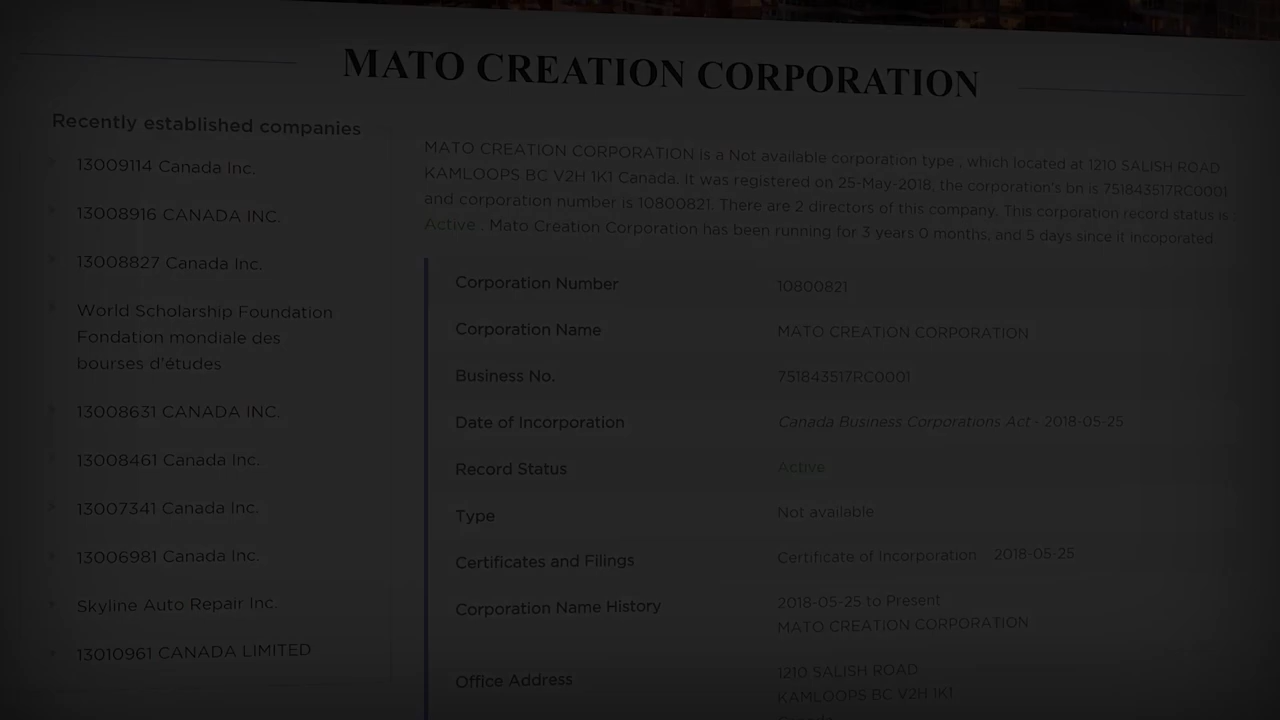 MATO CREATION CORPORATION
Recently established companies
13009114 Canada Inc.
13008916 CANADA INC.
13008827 Canada Inc.
World Scholarship Foundation
Fondation mondiale des
bourses d'études
13008631 CANADA INC.
13008461 Canada Inc.
13007341 Canada Inc.
13006981 Canada Inc.
Skyline Auto Repair Inc.
13010961 CANADA LIMITED
MATO CREATION CORPORATION is a Not available corporation type , which located at 1210 SALISH ROAD
KAMLOOPS BC V2H 1K1 Canada. It was registered on 25-May-2018, the corporation's bn is 751843517RC0001
and corporation number is 10800821. There are 2 directors of this company. This corporation record status is :
Active . Mato Creation Corporation has been running for 3 years 0 months, and 5 days since it incoporated
Corporation Number 10800821
Corporation Name MATO CREATION CORPORATION
Business No. 751843517RC0001
Date of Incorporation Canada Business Corporations Act - 2018-05-25
Record Status Active
Type Not available
Certificates and Filings Certificate of Incorporation 2018-05-25
Corporation Name History 2018-05-25 to Present
MATO CREATION CORPORATION
Office Address 1210 SALISH ROAD
KAMLOOPS BC V2H 1K1